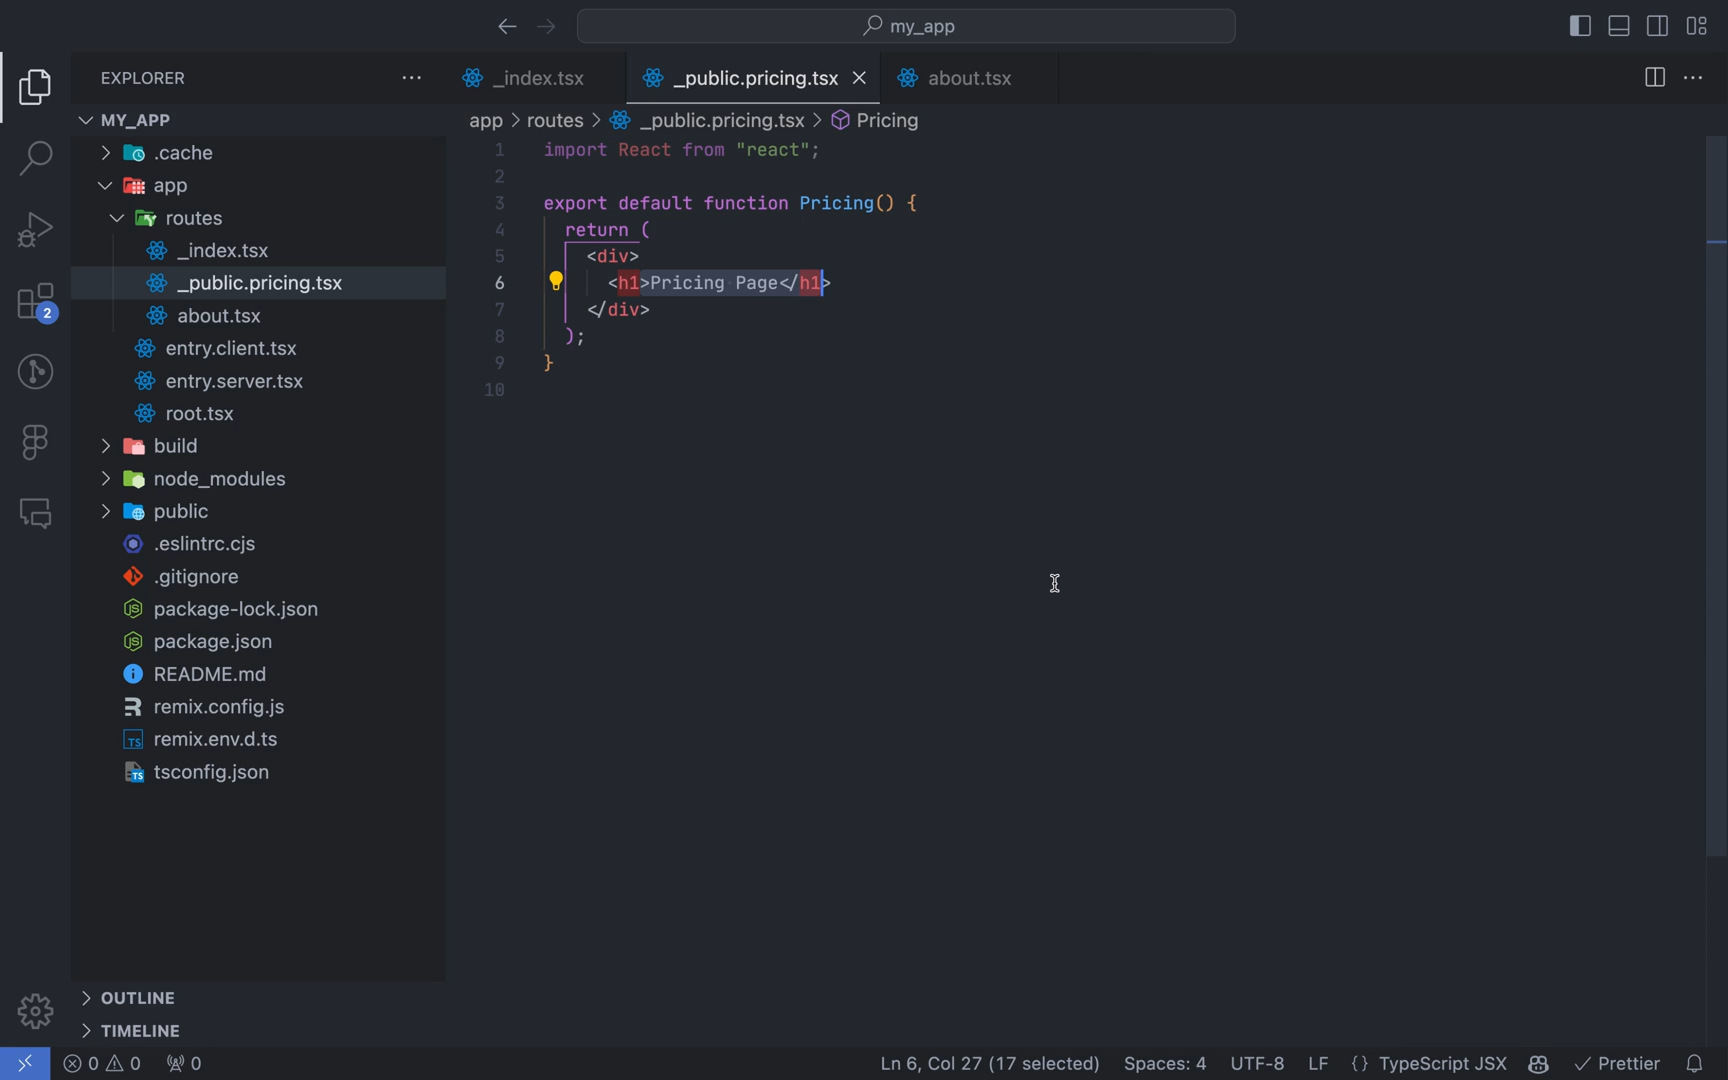 my_app
EXPLORER
_index.tsx
_public.pricing.tsx
about.tsx
MY_APP
app > routes > _public.pricing.tsx > Pricing
.cache
app
routes
_index.tsx
_public.pricing.tsx
about.tsx
entry.client.tsx
entry.server.tsx
root.tsx
build
node_modules
public
.eslintrc.cjs
.gitignore
package-lock.json
package.json
README.md
remix.config.js
remix.env.d.ts
tsconfig.json
OUTLINE
TIMELINE
2
1 import React from "react";
2
3 export default function Pricing() {
4 return (
5 <div>
6 <h1>Pricing Page</h1>
7 </div>
8 );
9 }
10
0 0 0 Ln 6, Col 27 (17 selected) Spaces: 4 UTF-8 LF {} TypeScript JSX Prettier